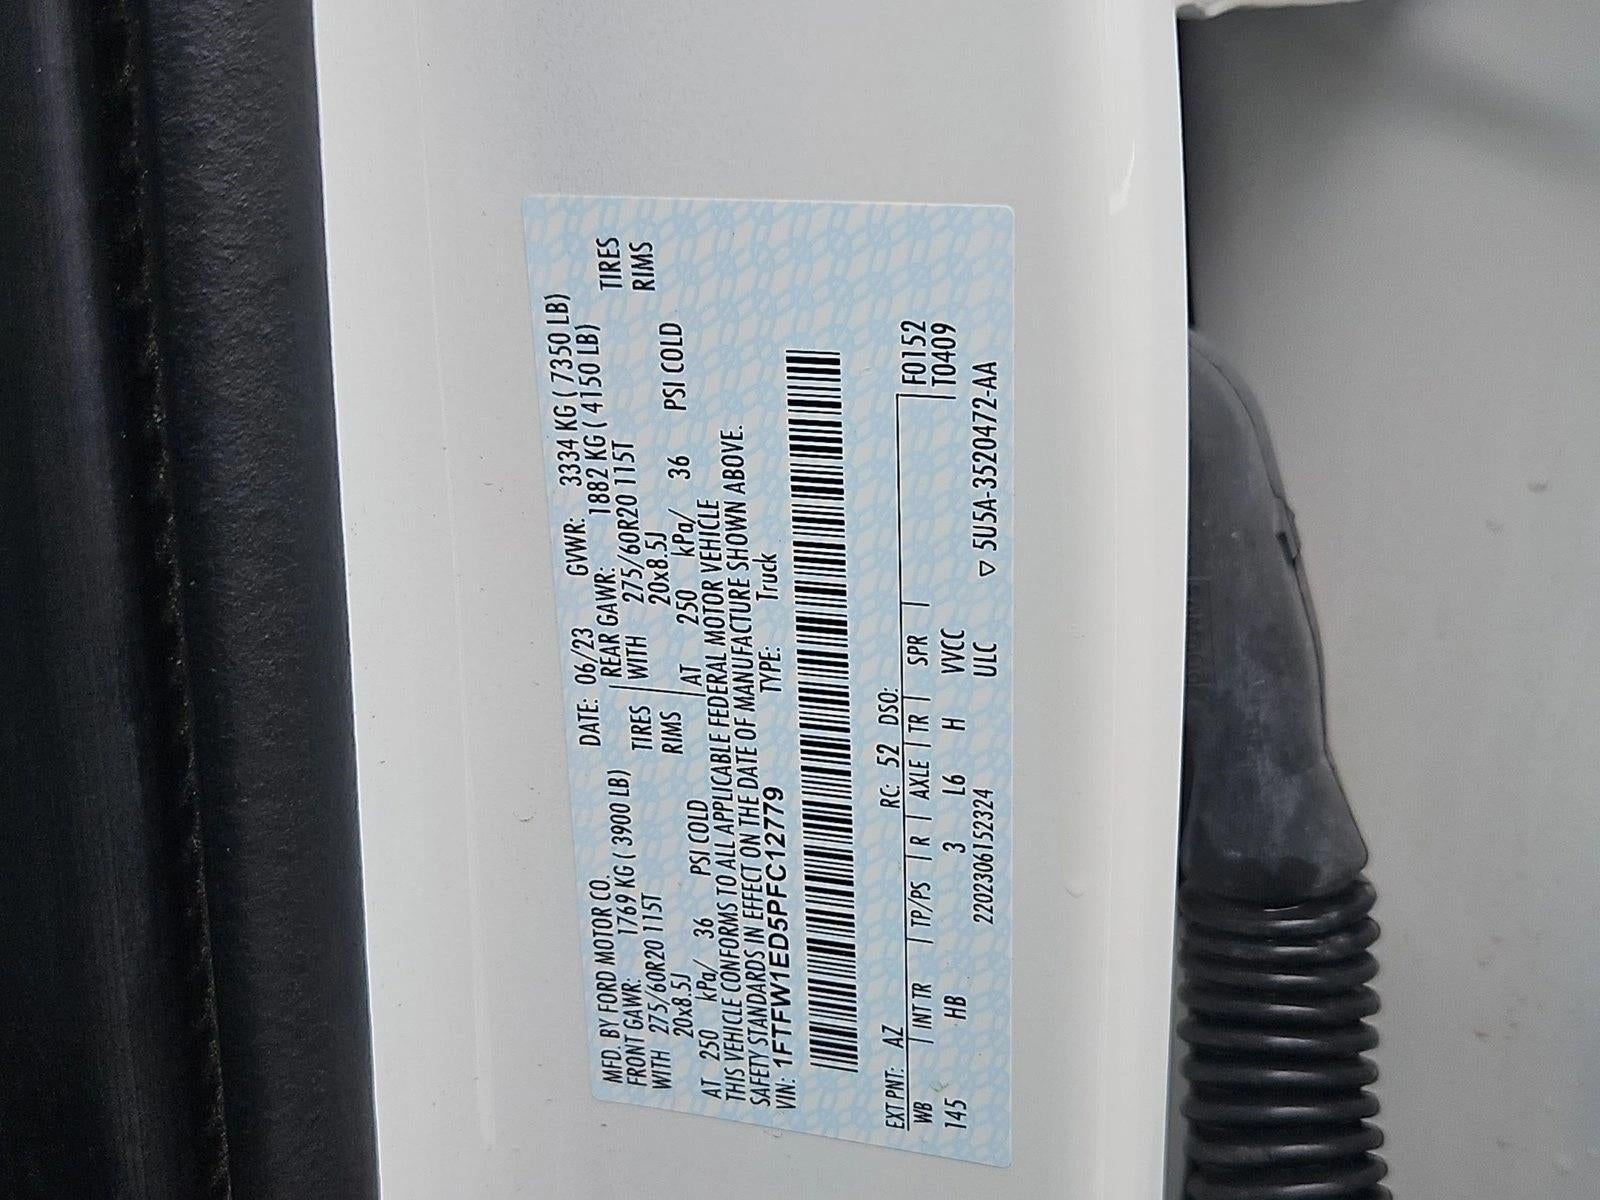 MFD. BY FORD MOTOR CO. DATE: 06/23 GVWR: 3334 KG ( 7350 LB)
FRONT GAWR: 1769 KG ( 3900 LB) REAR GAWR: 1882 KG ( 4150 LB)
WITH 275/60R20 115T TIRES WITH 275/60R20 115T TIRES
20x8.5J RIMS 20x8.5J RIMS
AT 250 kPa/ 36 PSI COLD AT 250 kPa/ 36 PSI COLD
THIS VEHICLE CONFORMS TO ALL APPLICABLE FEDERAL MOTOR VEHICLE
SAFETY STANDARDS IN EFFECT ON THE DATE OF MANUFACTURE SHOWN ABOVE.
VIN: 1FTFW1ED5PFC12779 TYPE: Truck
EXT PNT: AZ RC: 52 DSO:
WB | INT TR | TP/PS | R | AXLE | TR | SPR | F0152
145 HB 3 L6 H VVCC T0409
2202306152324 ULC ▽ 5U5A-3520472-AA